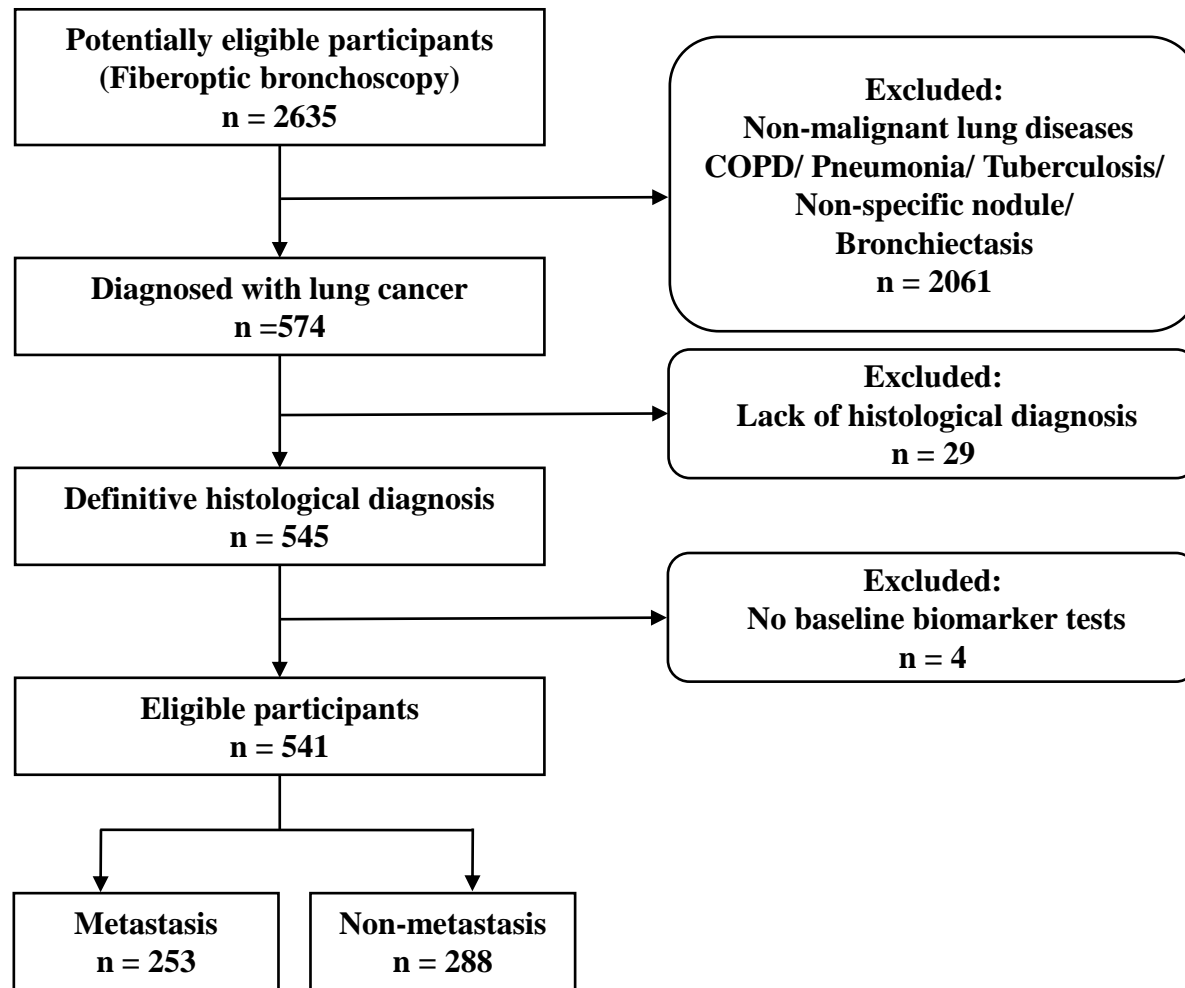 Potentially eligible participants
(Fiberoptic bronchoscopy)
n = 2635
Excluded:
Non-malignant lung diseases
COPD/ Pneumonia/ Tuberculosis/
Non-specific nodule/
Bronchiectasis
n = 2061
Diagnosed with lung cancer
n =574
Excluded:
Lack of histological diagnosis
n = 29
Definitive histological diagnosis
n = 545
Excluded:
No baseline biomarker tests
n = 4
Eligible participants
n = 541
Metastasis
n = 253
Non-metastasis
n = 288